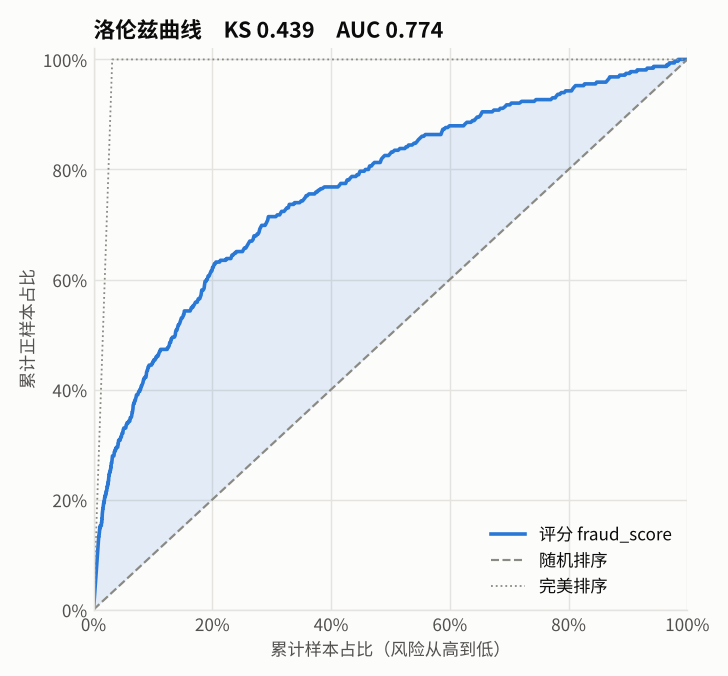 洛伦兹曲线 KS 0.439 AUC 0.774
累计正样本占比
100%
80%
60%
40%
20%
0%
0% 20% 40% 60% 80% 100%
累计样本占比（风险从高到低）
评分 fraud_score
随机排序
完美排序